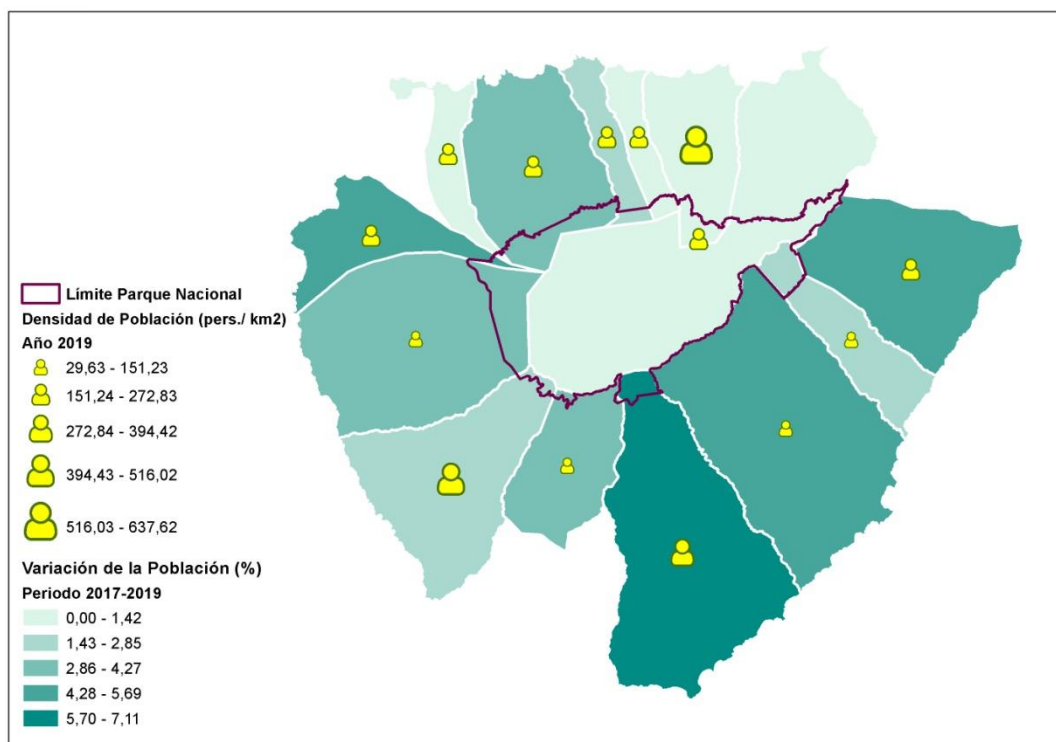 Límite Parque Nacional
Densidad de Población (pers./ km2)
Año 2019
29,63 - 151,23
151,24 - 272,83
272,84 - 394,42
394,43 - 516,02
516,03 - 637,62
Variación de la Población (%)
Periodo 2017-2019
0,00 - 1,42
1,43 - 2,85
2,86 - 4,27
4,28 - 5,69
5,70 - 7,11